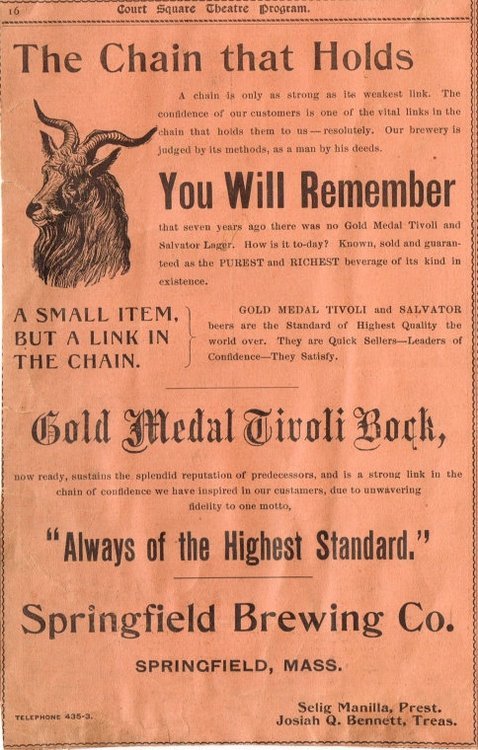 16
Court Square Theatre Program.
The Chain that Holds
A chain is only as strong as its weakest link. The
confidence of our customers is one of the vital links in the
chain that holds them to us—resolutely. Our brewery is
judged by its methods, as a man by his deeds.
You Will Remember
that seven years ago there was no Gold Medal Tivoli and
Salvator Lager. How is it to-day? Known, sold and guaran-
teed as the PUREST and RICHEST beverage of its kind in
existence.
A SMALL ITEM,
BUT A LINK IN
THE CHAIN.
GOLD MEDAL TIVOLI and SALVATOR
beers are the Standard of Highest Quality the
world over. They are Quick Sellers—Leaders of
Confidence—They Satisfy.
Gold Medal Tivoli Bock,
now ready, sustains the splendid reputation of predecessors, and is a strong link in the
chain of confidence we have inspired in our custamers, due to unwavering
fidelity to one motto,
"Always of the Highest Standard."
Springfield Brewing Co.
SPRINGFIELD, MASS.
TELEPHONE 435-3.
Selig Manilla, Prest.
Josiah Q. Bennett, Treas.